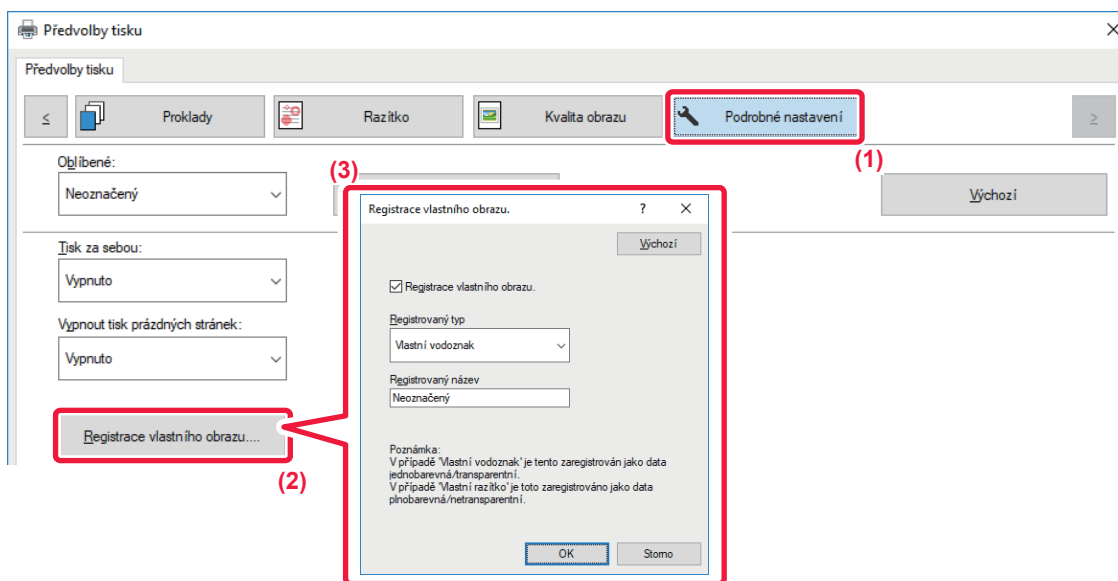 Předvolby tisku
Předvolby tisku
<
Proklady
Razítko
Kvalita obrazu
Podrobné nastavení
>
(1)
Oblíbené:
Neoznačený
Výchozí
(3)
Registrace vlastního obrazu.
?
Výchozí
Registrace vlastního obrazu.
Registrovaný typ
Vlastní vodoznak
Registrovaný název
Neoznačený
Poznámka:
V případě 'Vlastní vodoznak' je tento zaregistrován jako data
jednobarevná/transparentní.
V případě 'Vlastní razítko' je toto zaregistrováno jako data
plnobarevná/netransparentní.
OK
Storno
Tisk za sebou:
Vypnuto
Vypnout tisk prázdných stránek:
Vypnuto
Registrace vlastního obrazu....
(2)